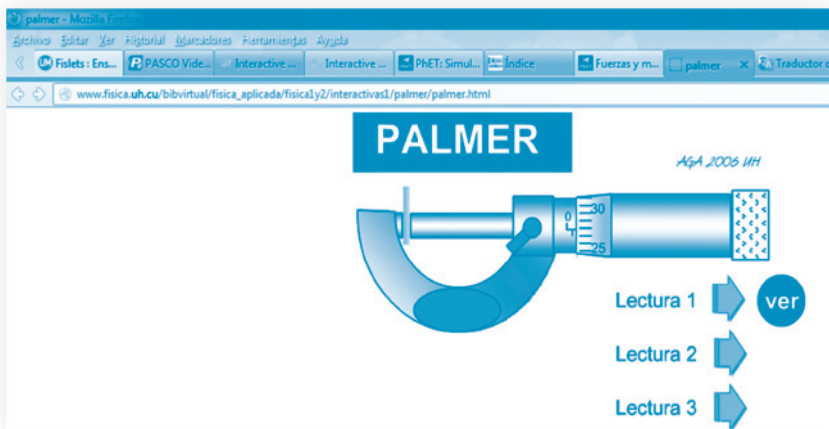 palmer - Mozilla Firefox
Archivo Editar Ver Historial Marcadores Herramientas Ayuda
Fislets : Ens... PASCO Vide... Interactive ... Interactive ... PhET: Simul... Índice Fuerzas y m... palmer × Traductor d
www.fisica.uh.cu/bibvirtual/fisica_aplicada/fisica1y2/interactivas1/palmer/palmer.html
PALMER
AGA 2006 UH
0 30
25
Lectura 1 ver
Lectura 2
Lectura 3